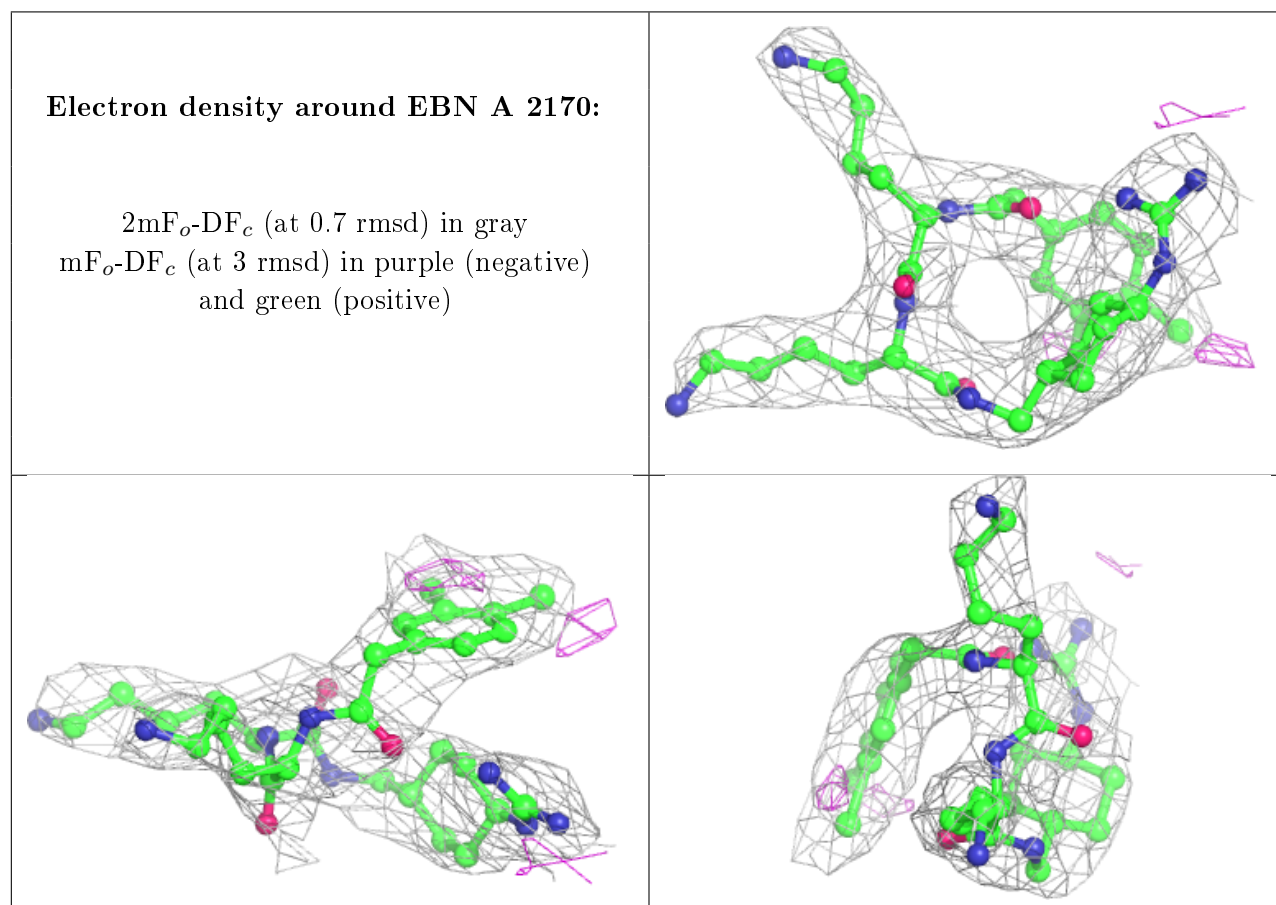 Electron density around EBN A 2170:
2mFo-DFc (at 0.7 rmsd) in gray
mFo-DFc (at 3 rmsd) in purple (negative)
and green (positive)